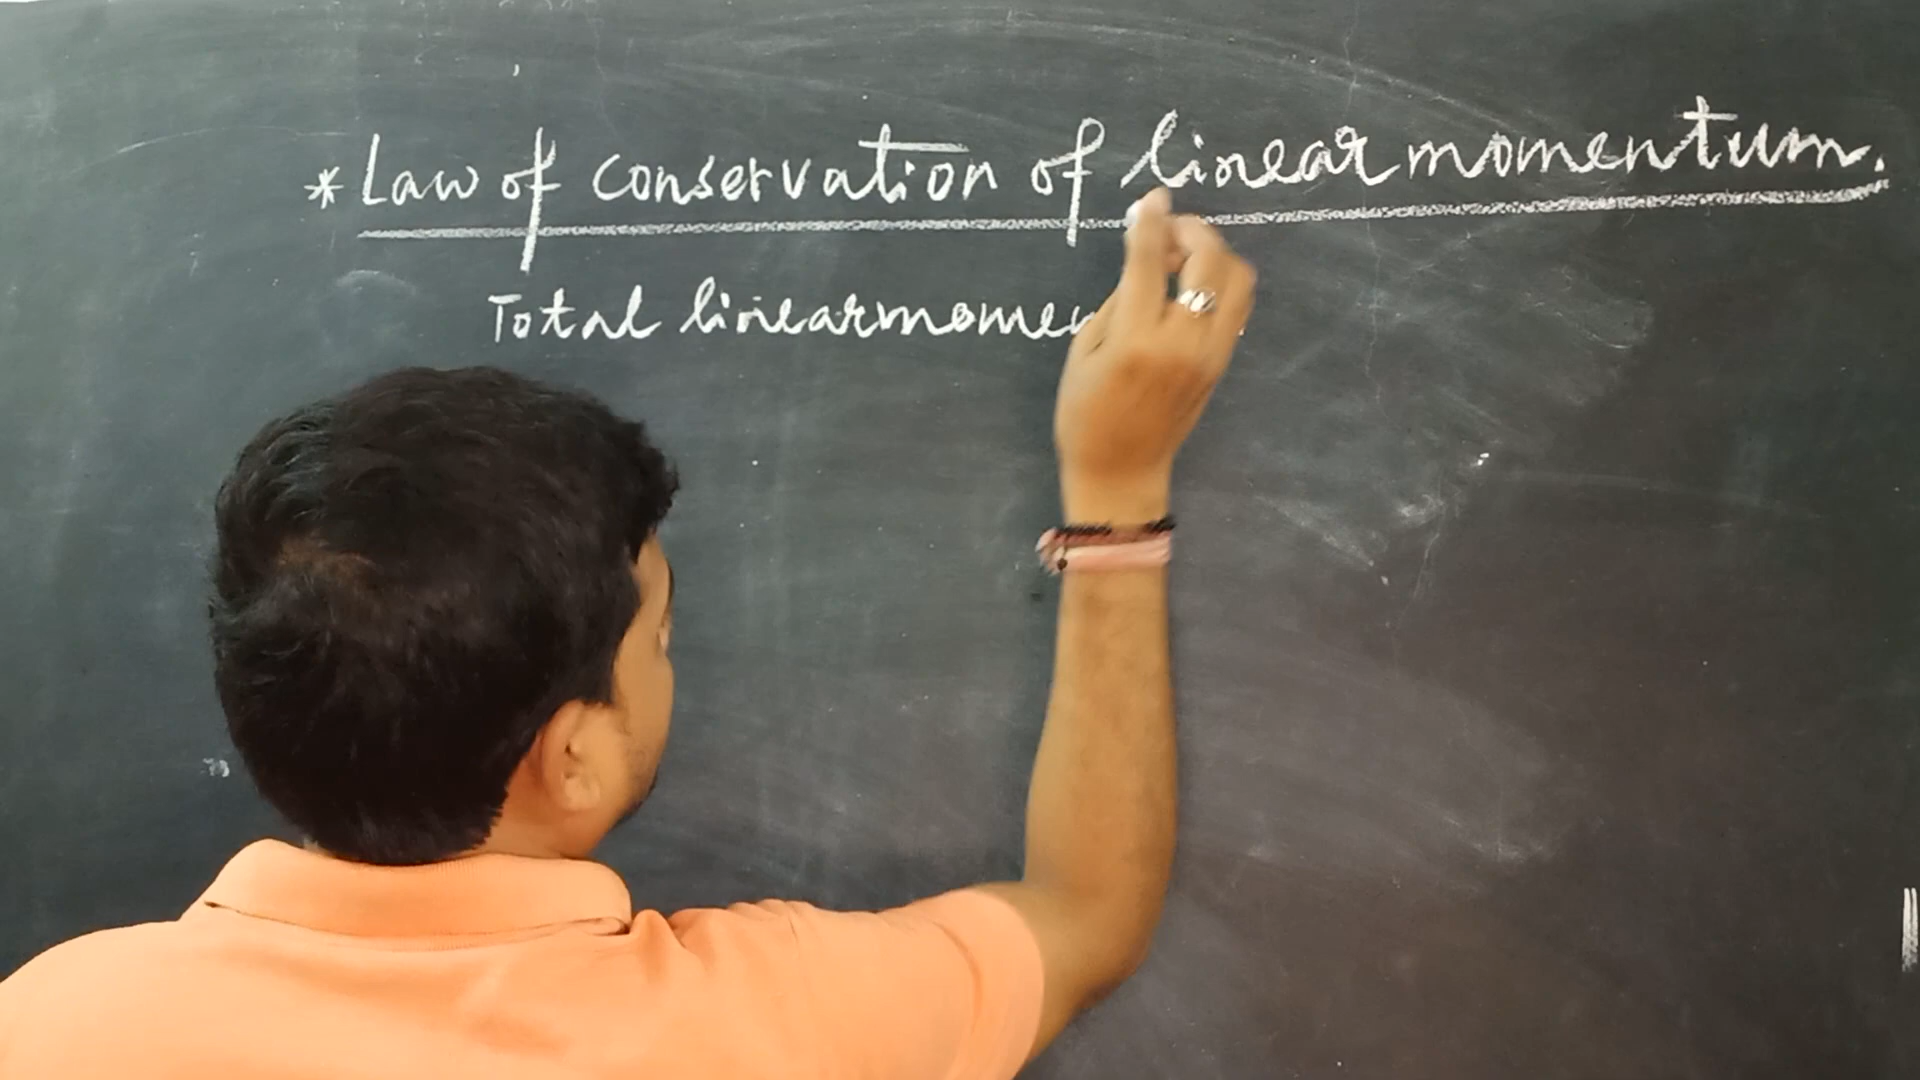 * Law of conservation of linear momentum.
Total linear